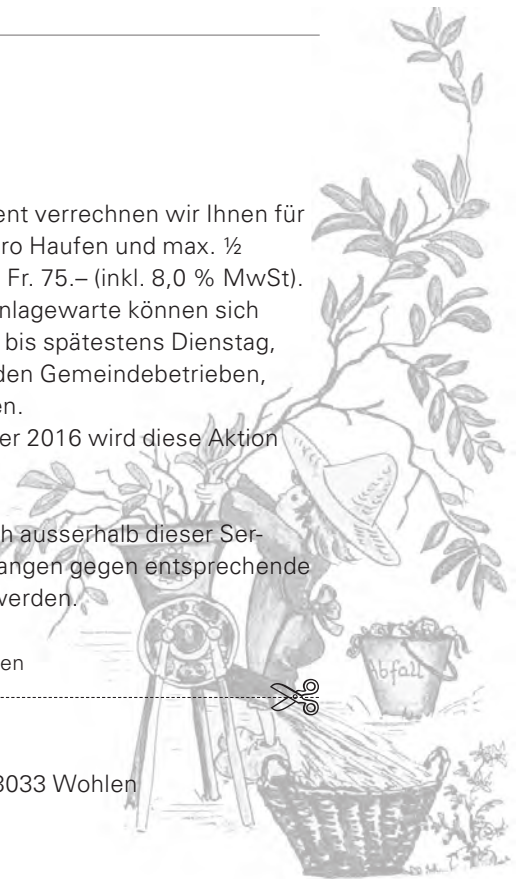 ent verrechnen wir Ihnen für
ro Haufen und max. ½
Fr. 75.– (inkl. 8,0 % MwSt).
nlagewarte können sich
bis spätestens Dienstag,
den Gemeindebetrieben,
en.
er 2016 wird diese Aktion
h ausserhalb dieser Ser-
angen gegen entsprechende
werden.
en
Abfall
3033 Wohlen